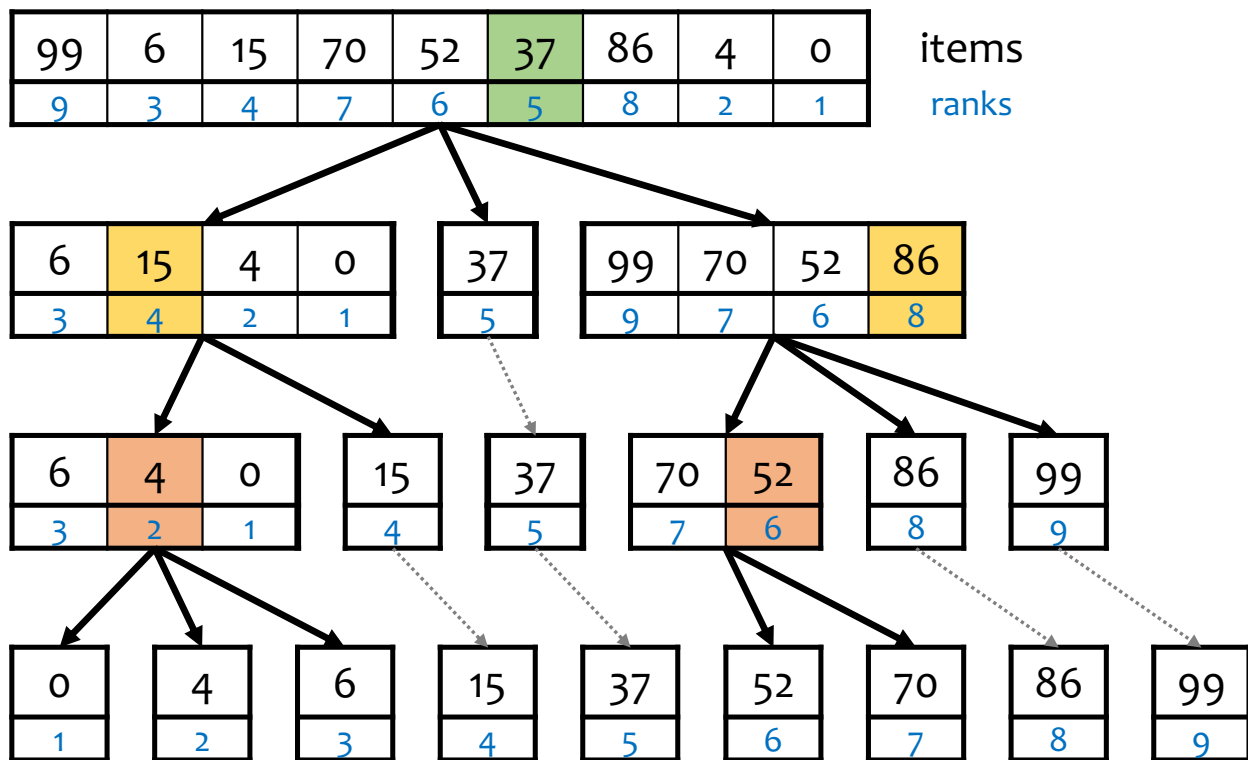 99 6 15 70 52 37 86 4 0 items
9 3 4 7 6 5 8 2 1 ranks
6 15 4 0 37 99 70 52 86
3 4 2 1 5 9 7 6 8
6 4 0 15 37 70 52 86 99
3 2 1 4 5 7 6 8 9
0 4 6 15 37 52 70 86 99
1 2 3 4 5 6 7 8 9